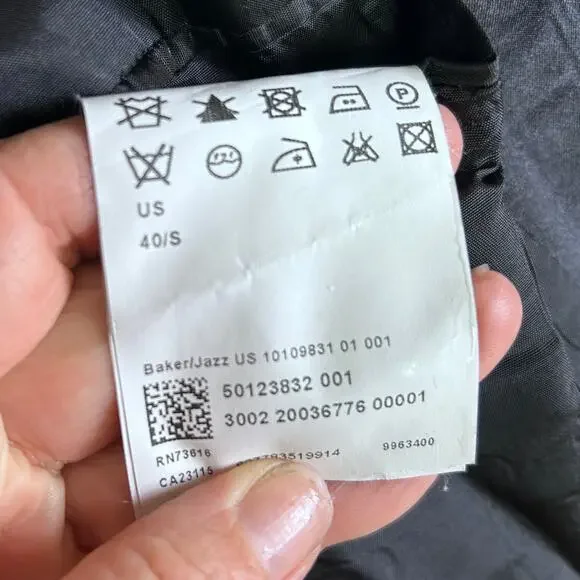 P
US
40/S
Baker/Jazz US 10109831 01 001
50123832 001
3002 20036776 00001
RN73616
CA23115
9963400